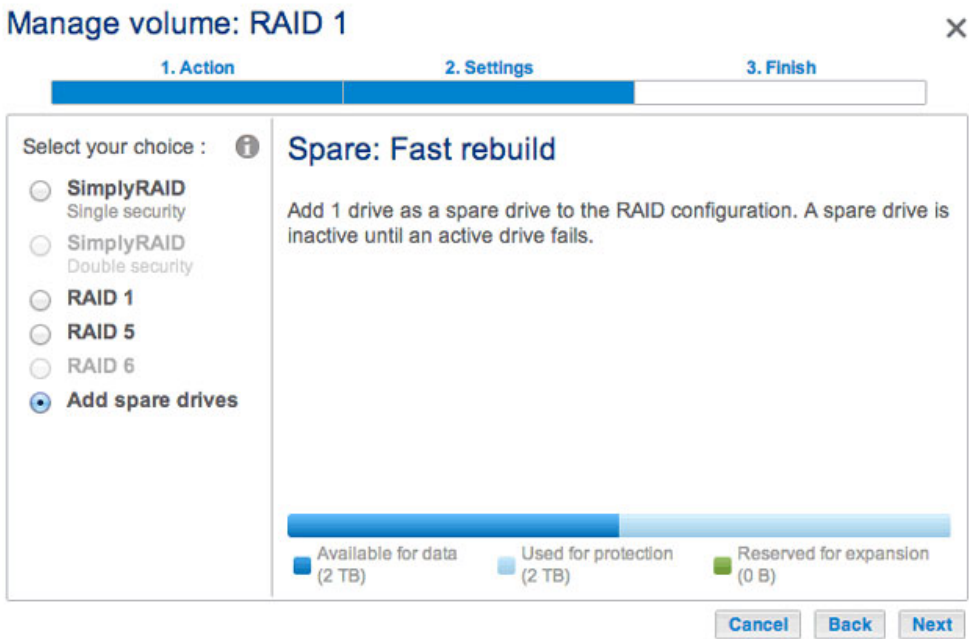 Manage volume: RAID 1
1. Action
2. Settings
3. Finish
Select your choice :
SimplyRAID
Single security
SimplyRAID
Double security
RAID 1
RAID 5
RAID 6
Add spare drives
Spare: Fast rebuild
Add 1 drive as a spare drive to the RAID configuration. A spare drive is
inactive until an active drive fails.
Available for data
(2 TB)
Used for protection
(2 TB)
Reserved for expansion
(0 B)
Cancel
Back
Next